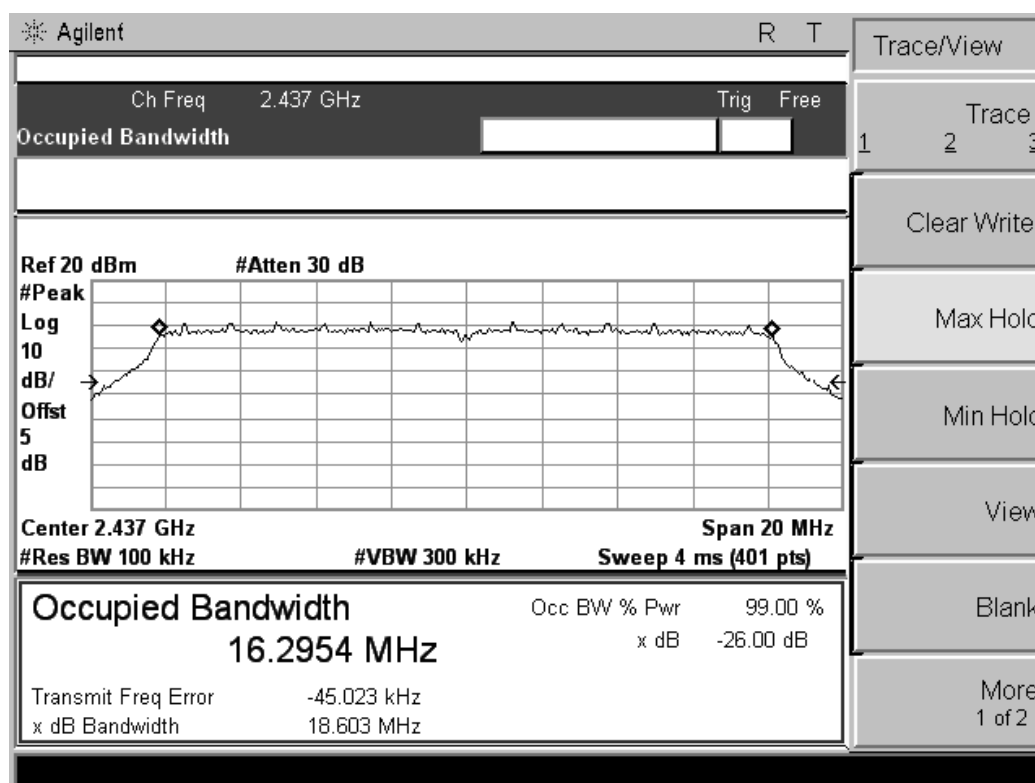 Agilent R T
Trace/View
Ch Freq 2.437 GHz Trig Free
Occupied Bandwidth
Trace
1 2 3
Clear Write
Max Hold
Min Hold
View
Blank
More
1 of 2
Ref 20 dBm #Atten 30 dB
#Peak
Log
10
dB/
Offst
5
dB
Center 2.437 GHz Span 20 MHz
#Res BW 100 kHz #VBW 300 kHz Sweep 4 ms (401 pts)
Occupied Bandwidth Occ BW % Pwr 99.00 %
16.2954 MHz x dB -26.00 dB
Transmit Freq Error -45.023 kHz
x dB Bandwidth 18.603 MHz